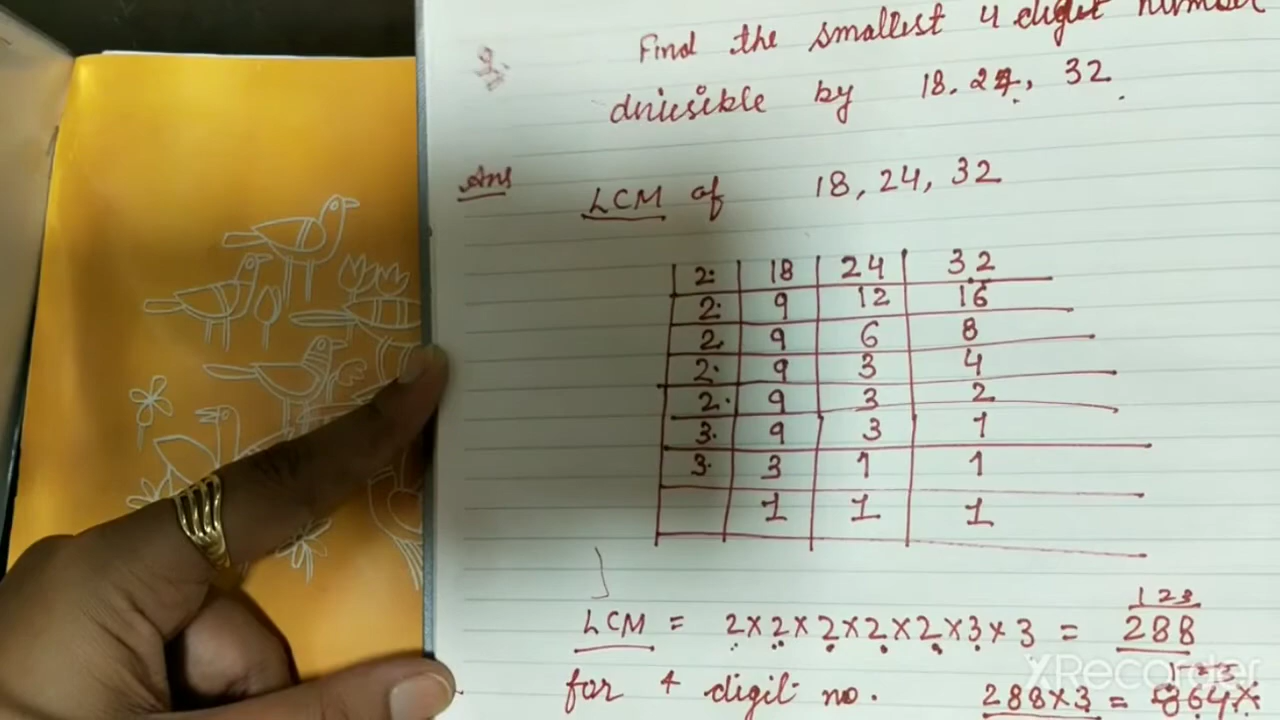 Q. Find the smallest 4 digit number
divisible by 18, 24, 32
Ans
LCM of 18, 24, 32
2 18 24 32
2 9 12 16
2 9 6 8
2 9 3 4
2 9 3 2
3 9 3 1
3 3 1 1
1 1 1
1 2 3
LCM = 2×2×2×2×2×3×3 = 288
for 4 digit no. 288×3 = 864×
XRecorder